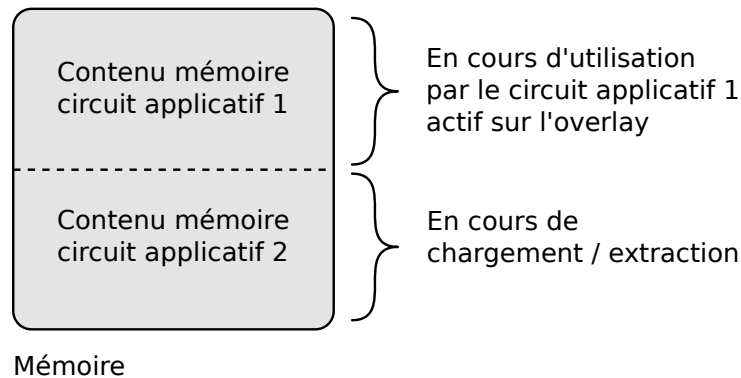 Contenu mémoire
circuit applicatif 1
En cours d'utilisation
par le circuit applicatif 1
actif sur l'overlay
Contenu mémoire
circuit applicatif 2
En cours de
chargement / extraction
Mémoire